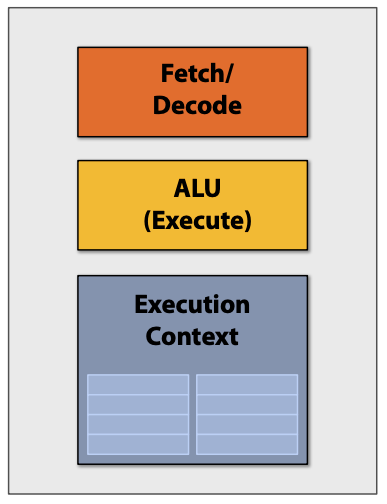 Fetch/
Decode
ALU
(Execute)
Execution
Context